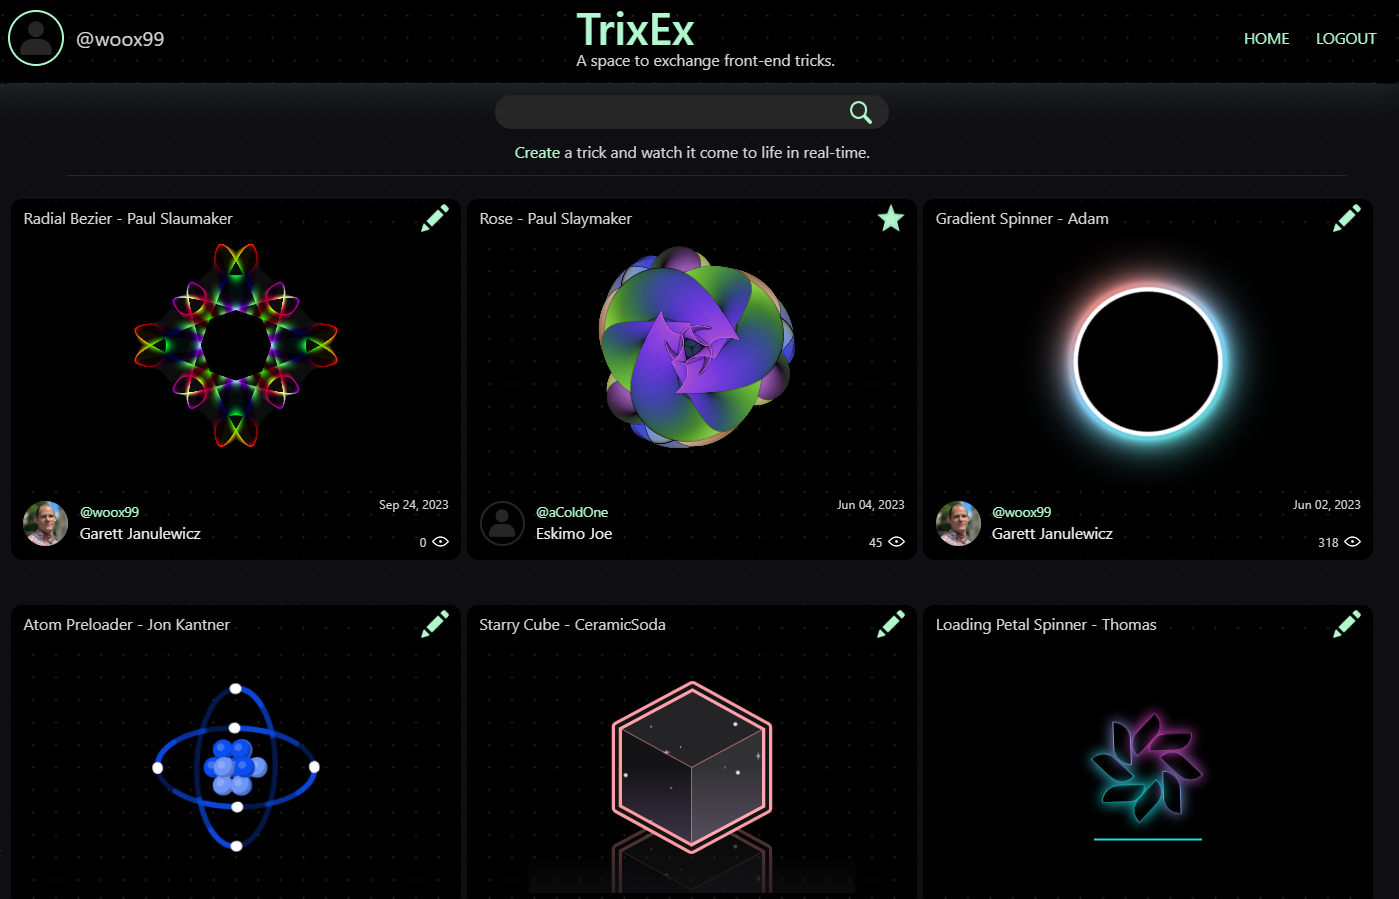 @woox99
TrixEx
A space to exchange front-end tricks.
HOME
LOGOUT
Create a trick and watch it come to life in real-time.
Radial Bezier - Paul Slaumaker
Rose - Paul Slaymaker
Gradient Spinner - Adam
@woox99
Garett Janulewicz
Sep 24, 2023
0
@aColdOne
Eskimo Joe
Jun 04, 2023
45
@woox99
Garett Janulewicz
Jun 02, 2023
318
Atom Preloader - Jon Kantner
Starry Cube - CeramicSoda
Loading Petal Spinner - Thomas